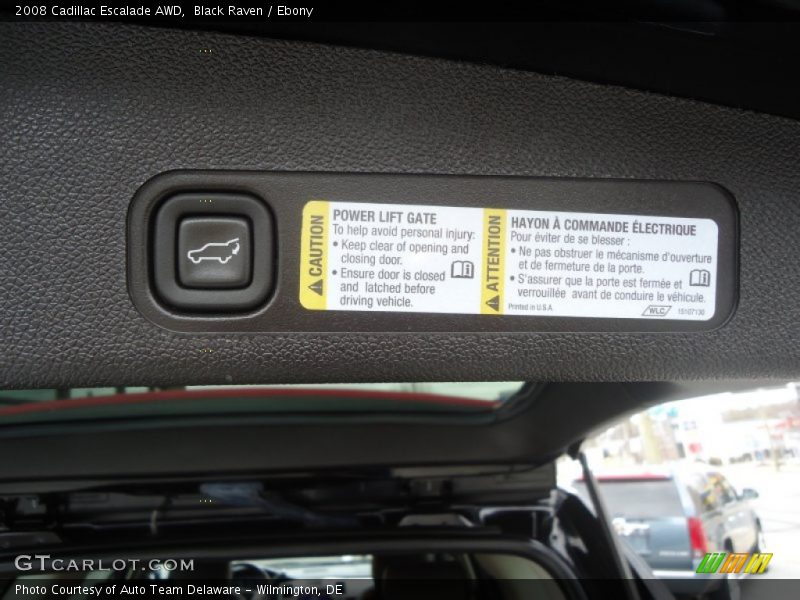 2008 Cadillac Escalade AWD, Black Raven / Ebony
CAUTION
POWER LIFT GATE
To help avoid personal injury:
• Keep clear of opening and
closing door.
• Ensure door is closed
and latched before
driving vehicle.
ATTENTION
HAYON À COMMANDE ÉLECTRIQUE
Pour éviter de se blesser :
• Ne pas obstruer le mécanisme d'ouverture
et de fermeture de la porte.
• S'assurer que la porte est fermée et
verrouillée avant de conduire le véhicule.
Printed in U.S.A.
WLC
15107130
GTCARLOT.COM
Photo Courtesy of Auto Team Delaware - Wilmington, DE